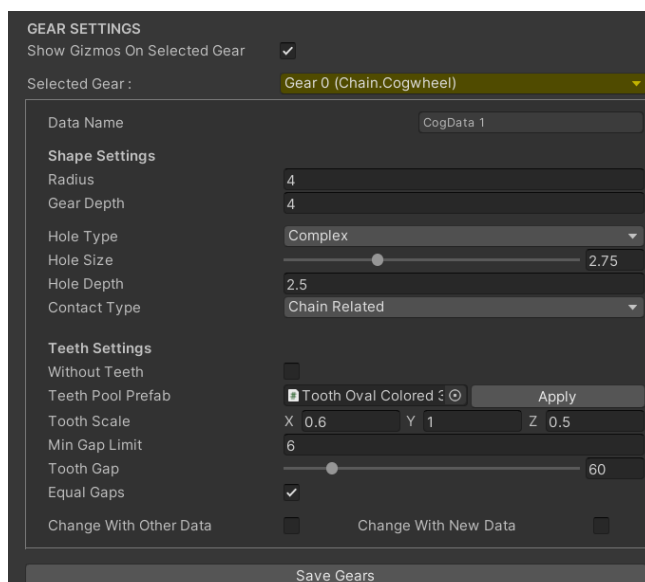 GEAR SETTINGS
Show Gizmos On Selected Gear
Selected Gear : Gear 0 (Chain.Cogwheel)
Data Name CogData 1
Shape Settings
Radius 4
Gear Depth 4
Hole Type Complex
Hole Size 2.75
Hole Depth 2.5
Contact Type Chain Related
Teeth Settings
Without Teeth
Teeth Pool Prefab Tooth Oval Colored Apply
Tooth Scale X 0.6 Y 1 Z 0.5
Min Gap Limit 6
Tooth Gap 60
Equal Gaps
Change With Other Data Change With New Data
Save Gears